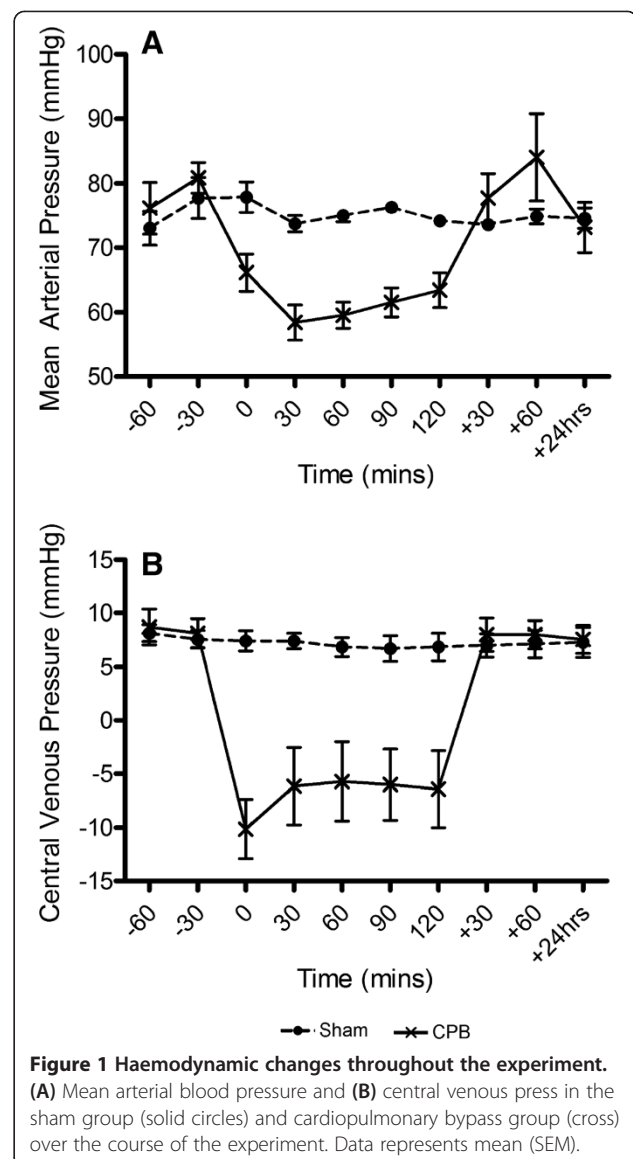 A
Mean Arterial Pressure (mmHg)
100
90
80
70
60
50
-60 -30 0 30 60 90 120 +30 +60 +24hrs
Time (mins)
B
Central Venous Pressure (mmHg)
15
10
5
0
-5
-10
-15
-60 -30 0 30 60 90 120 +30 +60 +24hrs
Time (mins)
Sham CPB
Figure 1 Haemodynamic changes throughout the experiment.
(A) Mean arterial blood pressure and (B) central venous press in the
sham group (solid circles) and cardiopulmonary bypass group (cross)
over the course of the experiment. Data represents mean (SEM).